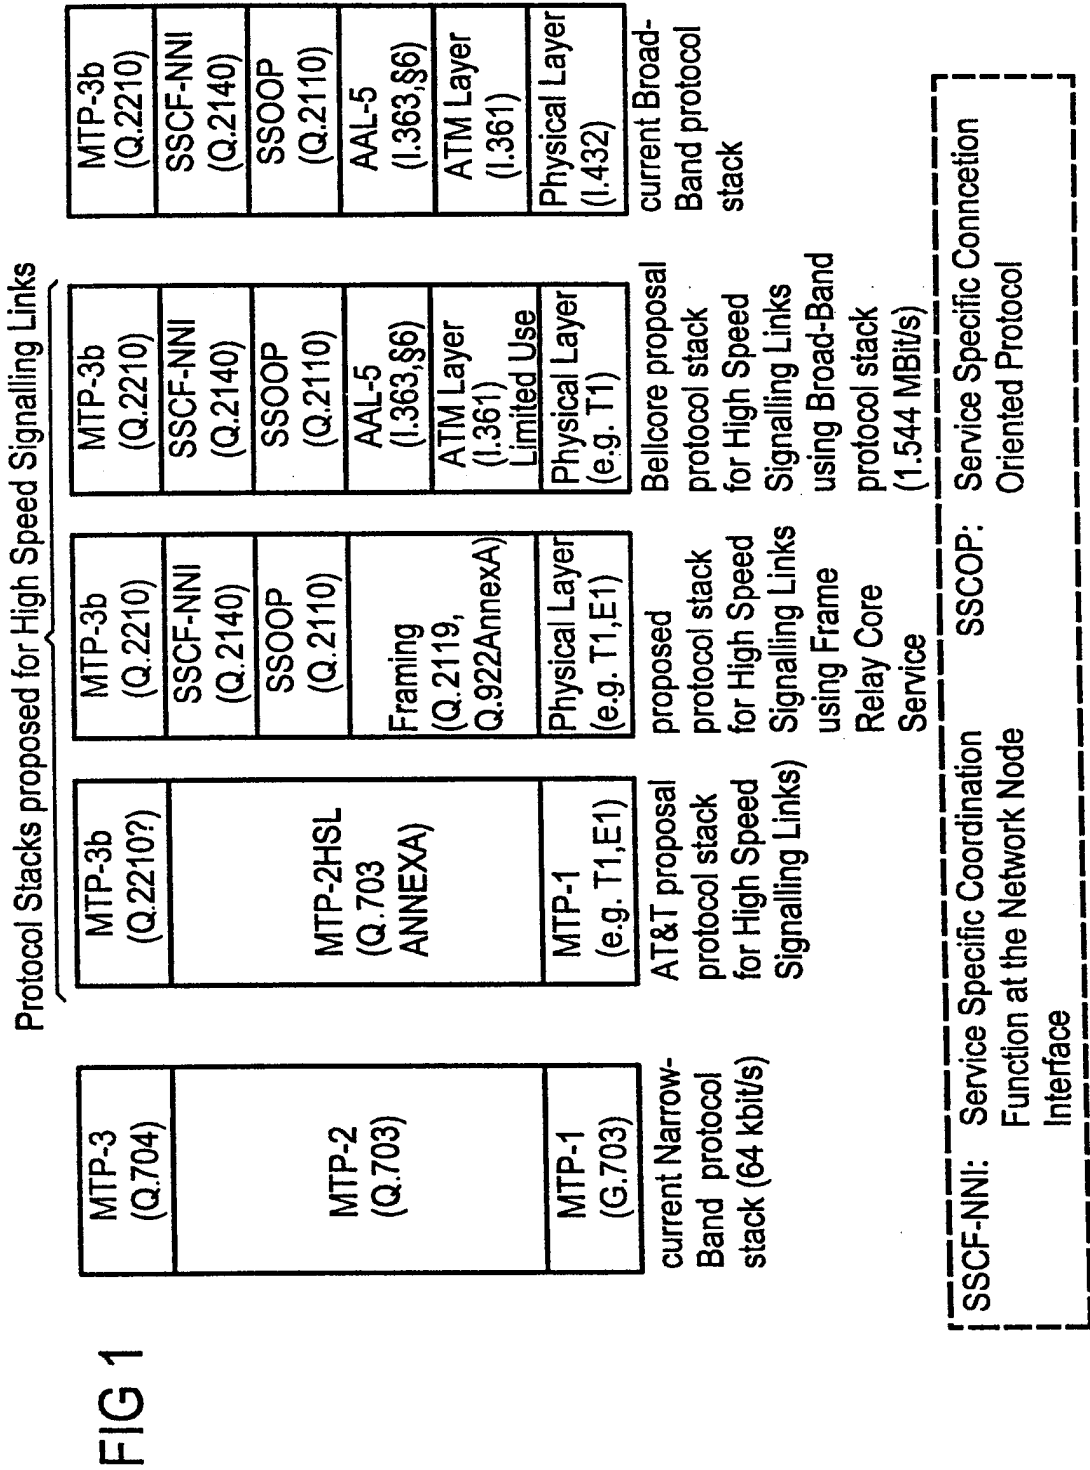 FIG 1
Protocol Stacks proposed for High Speed Signalling Links
MTP-3
(Q.704)
MTP-2
(Q.703)
MTP-1
(G.703)
current Narrow-
Band protocol
stack (64 kbit/s)
MTP-3b
(Q.2210?)
MTP-2HSL
(Q.703
ANNEXA)
MTP-1
(e.g. T1,E1)
AT&T proposal
protocol stack
for High Speed
Signalling Links)
MTP-3b
(Q.2210)
SSCF-NNI
(Q.2140)
SSOOP
(Q.2110)
Framing
(Q.2119,
Q.922AnnexA)
Physical Layer
(e.g. T1,E1)
proposed
protocol stack
for High Speed
Signalling Links
using Frame
Relay Core
Service
MTP-3b
(Q.2210)
SSCF-NNI
(Q.2140)
SSOOP
(Q.2110)
AAL-5
(I.363,§6)
ATM Layer
(I.361)
Limited Use
Physical Layer
(e.g. T1)
Bellcore proposal
protocol stack
for High Speed
Signalling Links
using Broad-Band
protocol stack
(1.544 MBit/s)
MTP-3b
(Q.2210)
SSCF-NNI
(Q.2140)
SSOOP
(Q.2110)
AAL-5
(I.363,§6)
ATM Layer
(I.361)
Physical Layer
(I.432)
current Broad-
Band protocol
stack
SSCF-NNI: Service Specific Coordination
Function at the Network Node
Interface
SSCOP: Service Specific Conncetion
Oriented Protocol